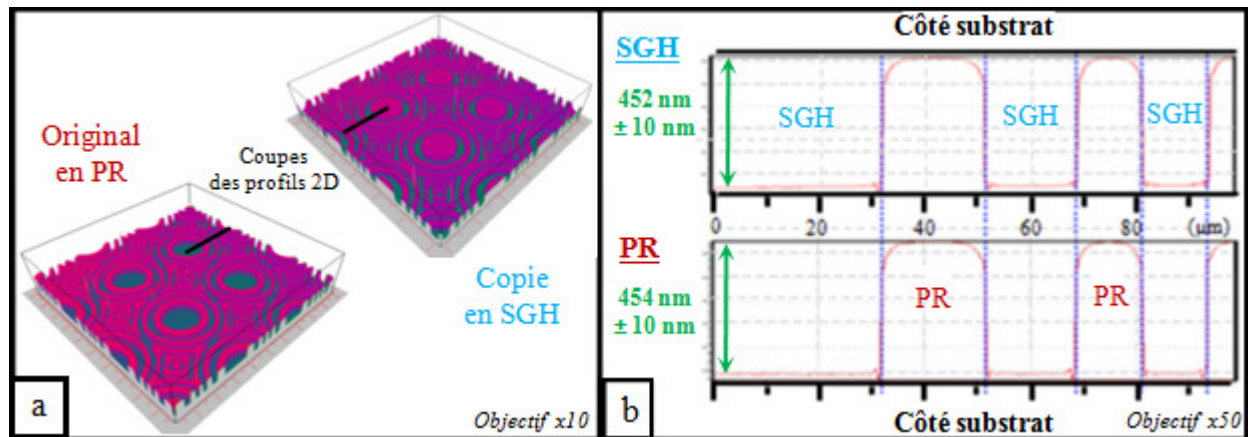 Original
en PR
Coupes
des profils 2D
Copie
en SGH
a
Objectif x10
Côté substrat
SGH
452 nm
± 10 nm
SGH
SGH
SGH
0 20 40 60 80 (µm)
PR
454 nm
± 10 nm
PR
PR
b
Côté substrat
Objectif x50